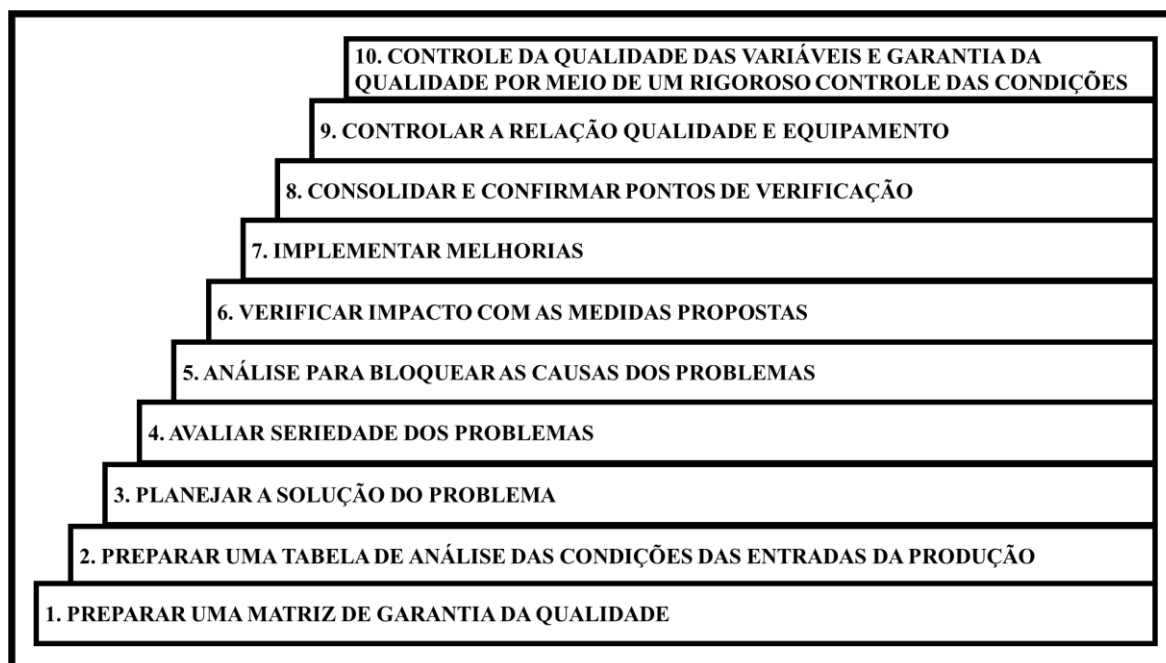 10. CONTROLE DA QUALIDADE DAS VARIÁVEIS E GARANTIA DA
QUALIDADE POR MEIO DE UM RIGOROSO CONTROLE DAS CONDIÇÕES
9. CONTROLAR A RELAÇÃO QUALIDADE E EQUIPAMENTO
8. CONSOLIDAR E CONFIRMAR PONTOS DE VERIFICAÇÃO
7. IMPLEMENTAR MELHORIAS
6. VERIFICAR IMPACTO COM AS MEDIDAS PROPOSTAS
5. ANÁLISE PARA BLOQUEAR AS CAUSAS DOS PROBLEMAS
4. AVALIAR SERIEDADE DOS PROBLEMAS
3. PLANEJAR A SOLUÇÃO DO PROBLEMA
2. PREPARAR UMA TABELA DE ANÁLISE DAS CONDIÇÕES DAS ENTRADAS DA PRODUÇÃO
1. PREPARAR UMA MATRIZ DE GARANTIA DA QUALIDADE